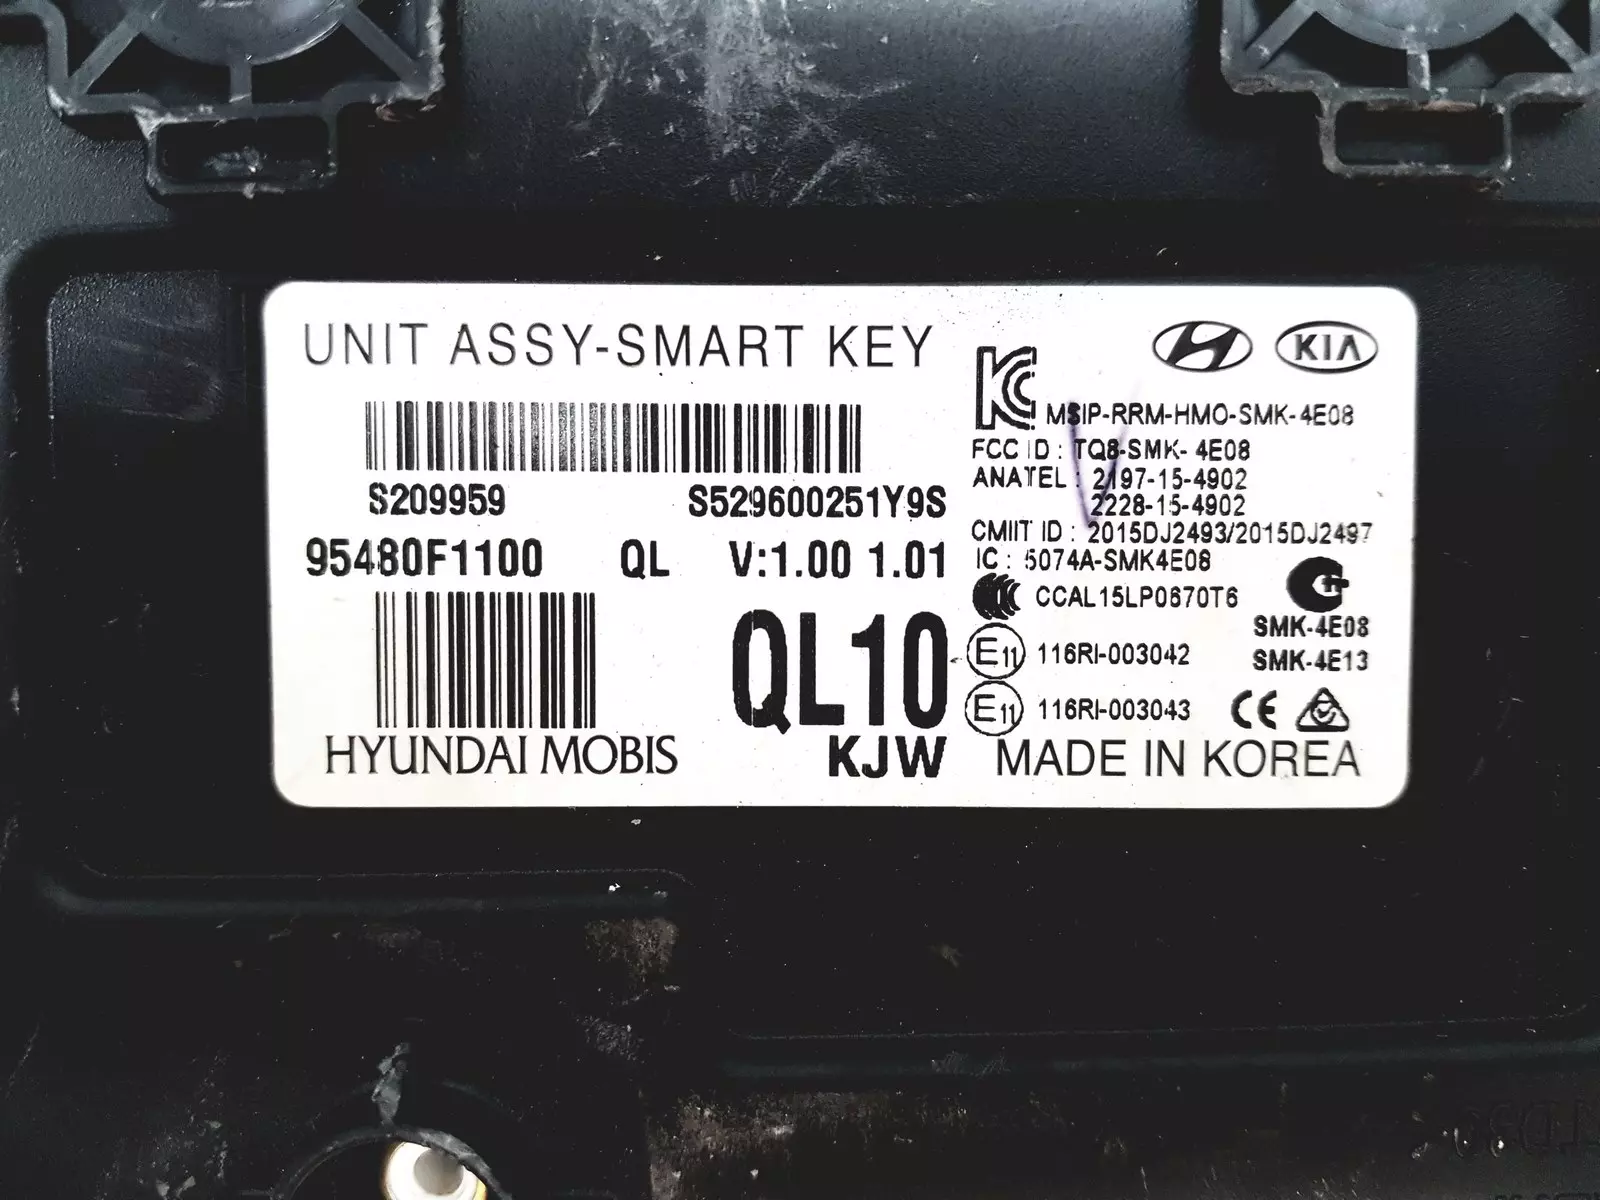 UNIT ASSY-SMART KEY
S209959 S529600251Y9S
95480F1100 QL V:1.00 1.01
QL10
KJW
HYUNDAI MOBIS
KIA
MSIP-RRM-HMO-SMK-4E08
FCC ID : TQ8-SMK- 4E08
ANATEL : 2197-15-4902
2228-15-4902
CMIIT ID : 2015DJ2493/2015DJ2497
IC : 5074A-SMK4E08
CCAL15LP0670T6
SMK-4E08
SMK-4E13
E11 116RI-003042
E11 116RI-003043
CE
MADE IN KOREA